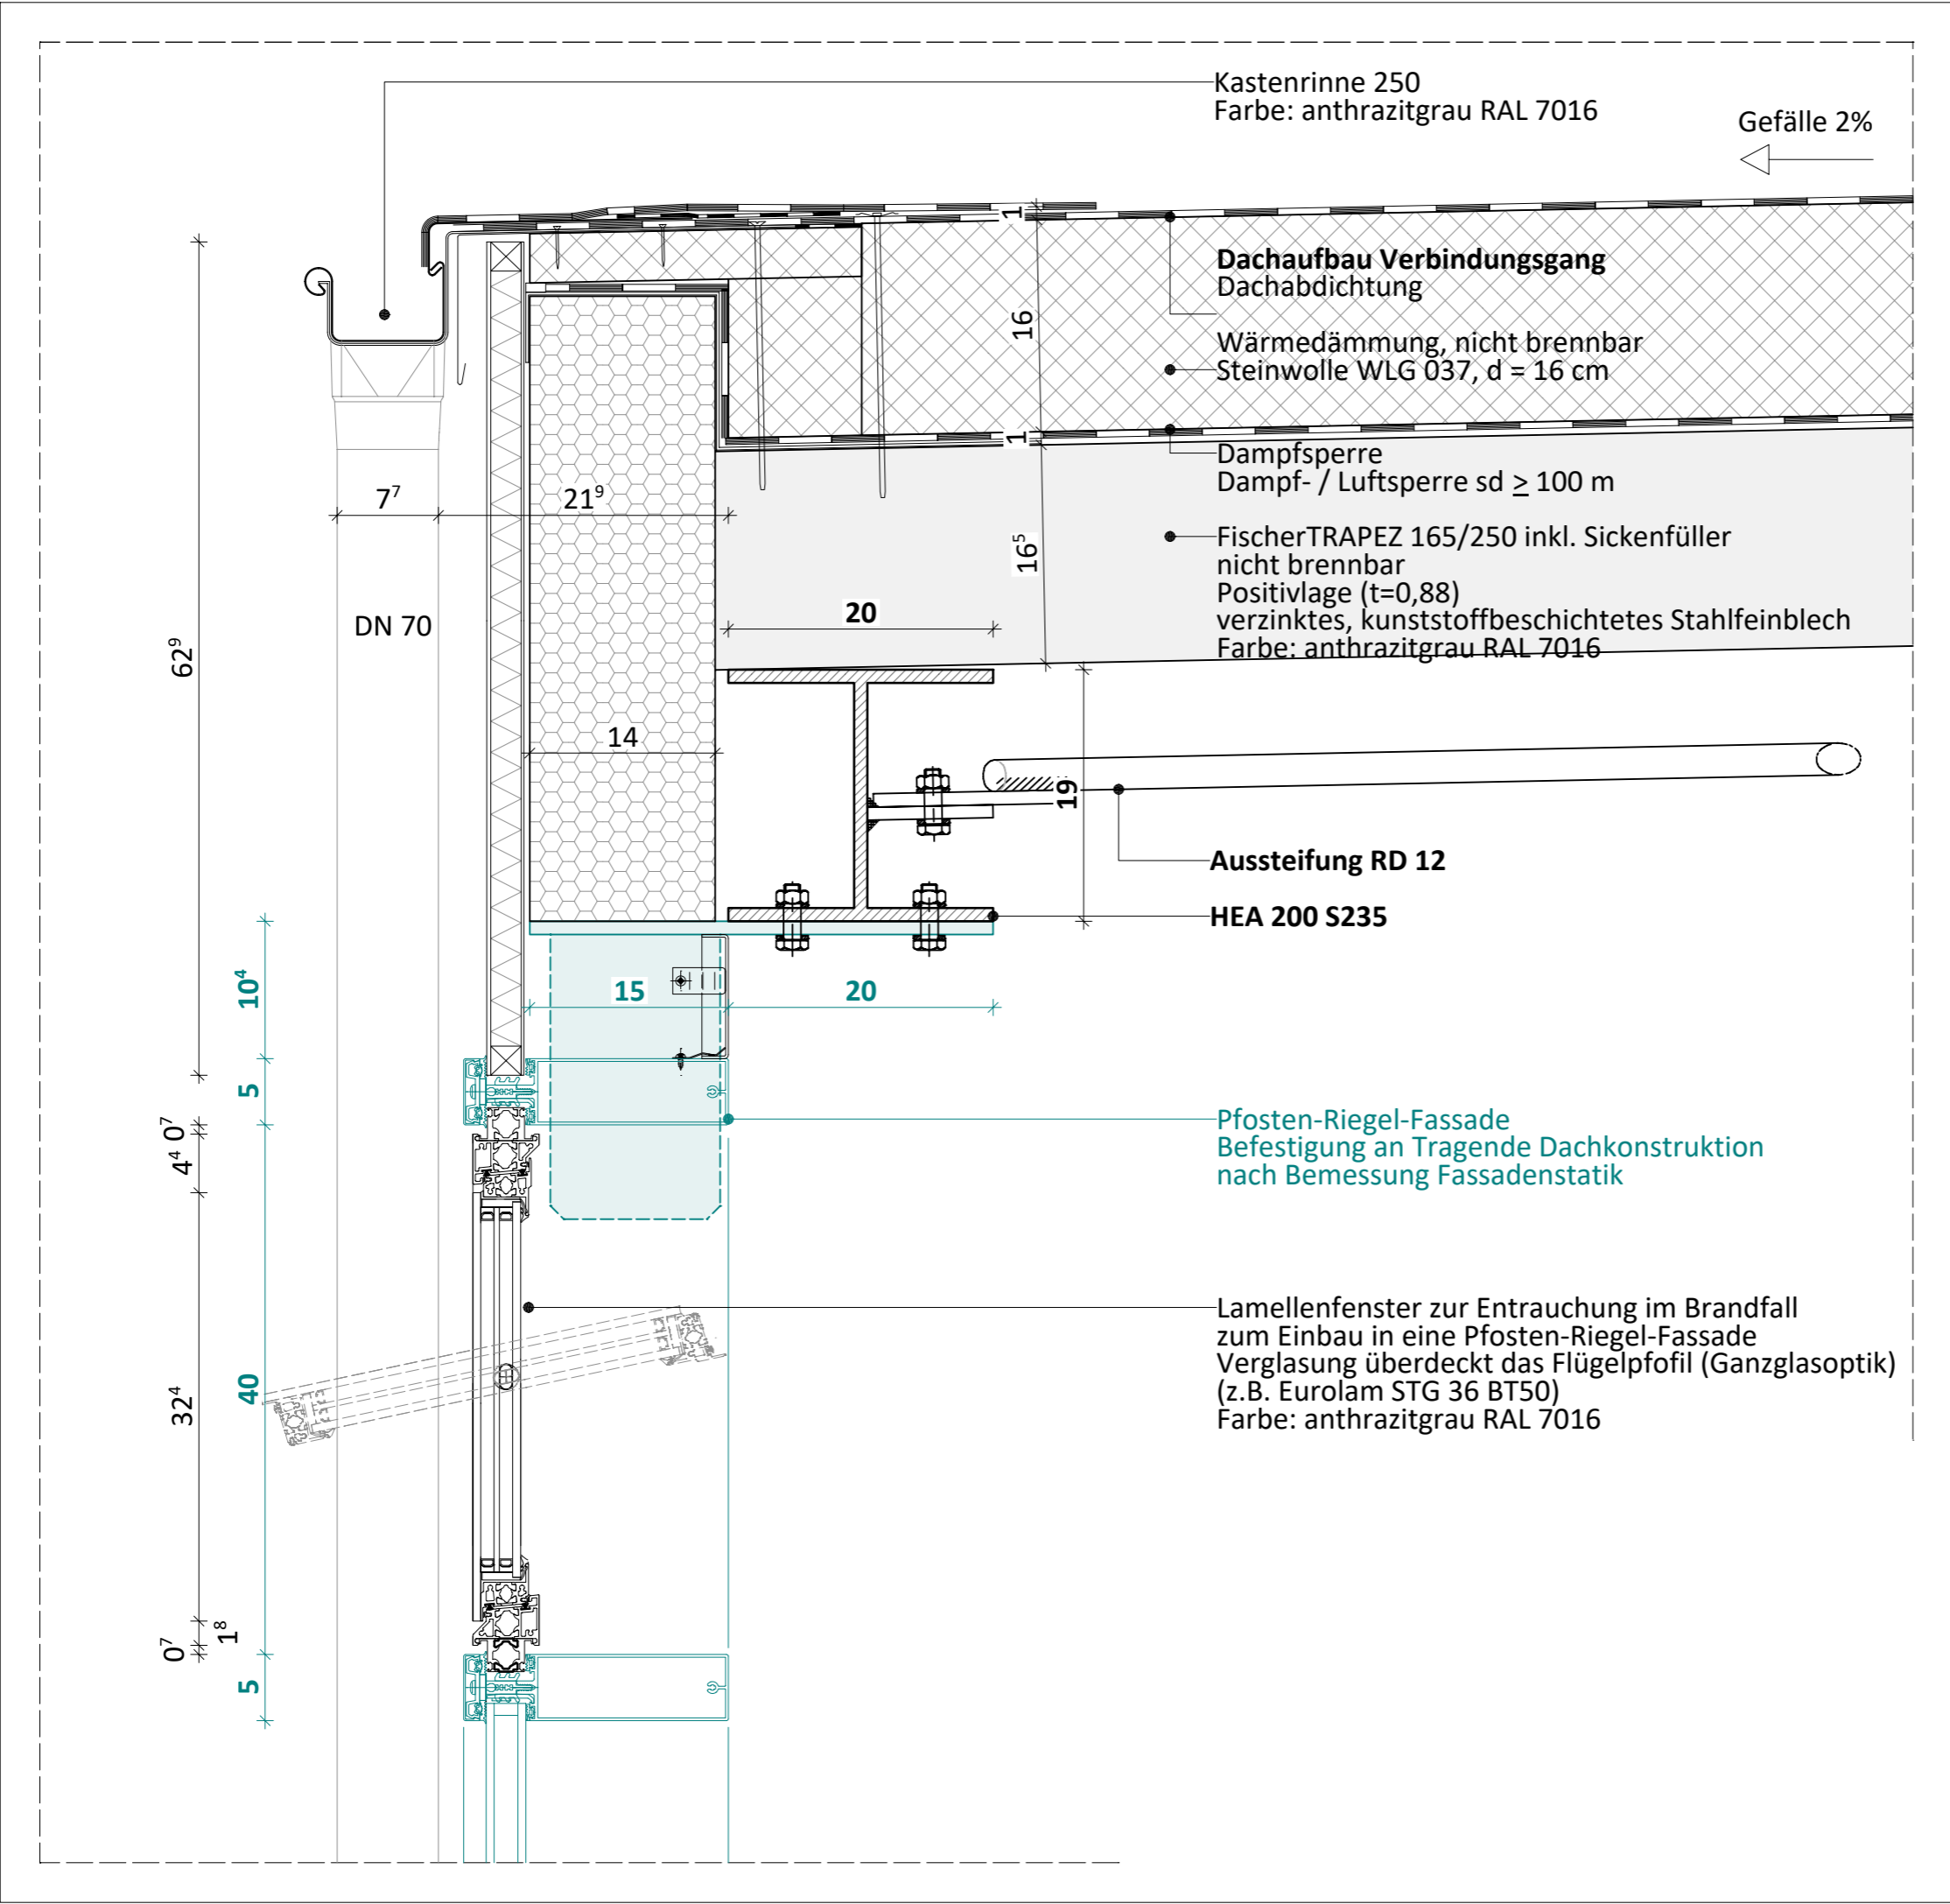 Kastenrinne 250
Farbe: anthrazitgrau RAL 7016
Gefälle 2%
1
Dachaufbau Verbindungsgang
Dachabdichtung
16
Wärmedämmung, nicht brennbar
Steinwolle WLG 037, d = 16 cm
1
Dampfsperre
Dampf- / Luftsperre sd ≥ 100 m
7⁷
21⁹
16⁵
FischerTRAPEZ 165/250 inkl. Sickenfüller
nicht brennbar
Positivlage (t=0,88)
verzinktes, kunststoffbeschichtetes Stahlfeinblech
Farbe: anthrazitgrau RAL 7016
20
DN 70
62⁹
14
19
Aussteifung RD 12
HEA 200 S235
10⁴
15
20
5
0⁷
4⁴
Pfosten-Riegel-Fassade
Befestigung an Tragende Dachkonstruktion
nach Bemessung Fassadenstatik
Lamellenfenster zur Entrauchung im Brandfall
zum Einbau in eine Pfosten-Riegel-Fassade
Verglasung überdeckt das Flügelpfofil (Ganzglasoptik)
(z.B. Eurolam STG 36 BT50)
Farbe: anthrazitgrau RAL 7016
32⁴
40
1⁸
0⁷
5